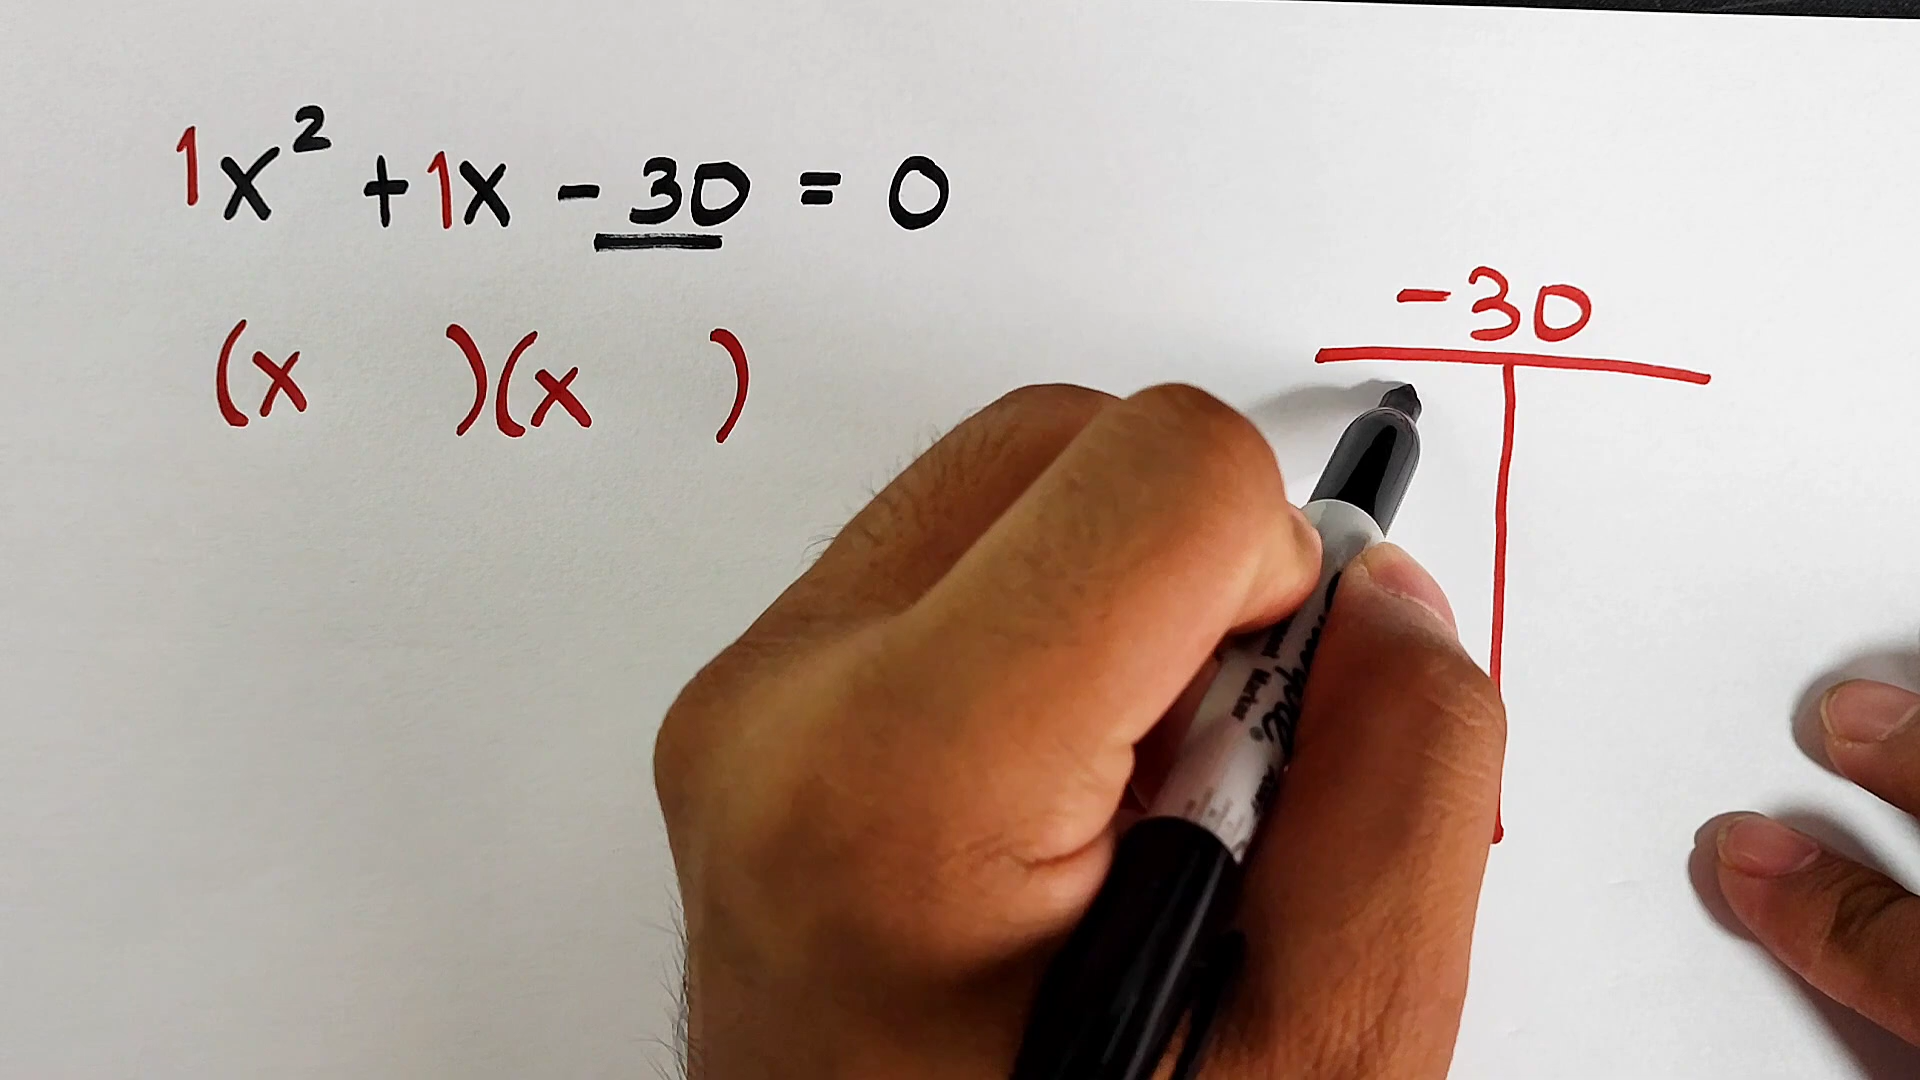 1x² + 1x - 30 = 0
(x )(x )
-30